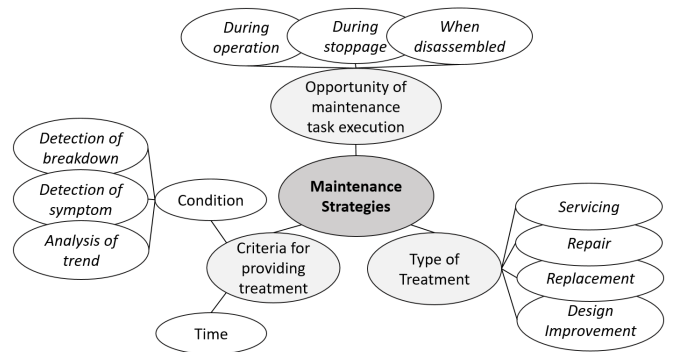 During
operation
During
stoppage
When
disassembled
Opportunity of
maintenance
task execution
Detection of
breakdown
Detection of
symptom
Analysis of
trend
Condition
Maintenance
Strategies
Criteria for
providing
treatment
Time
Type of
Treatment
Servicing
Repair
Replacement
Design
Improvement